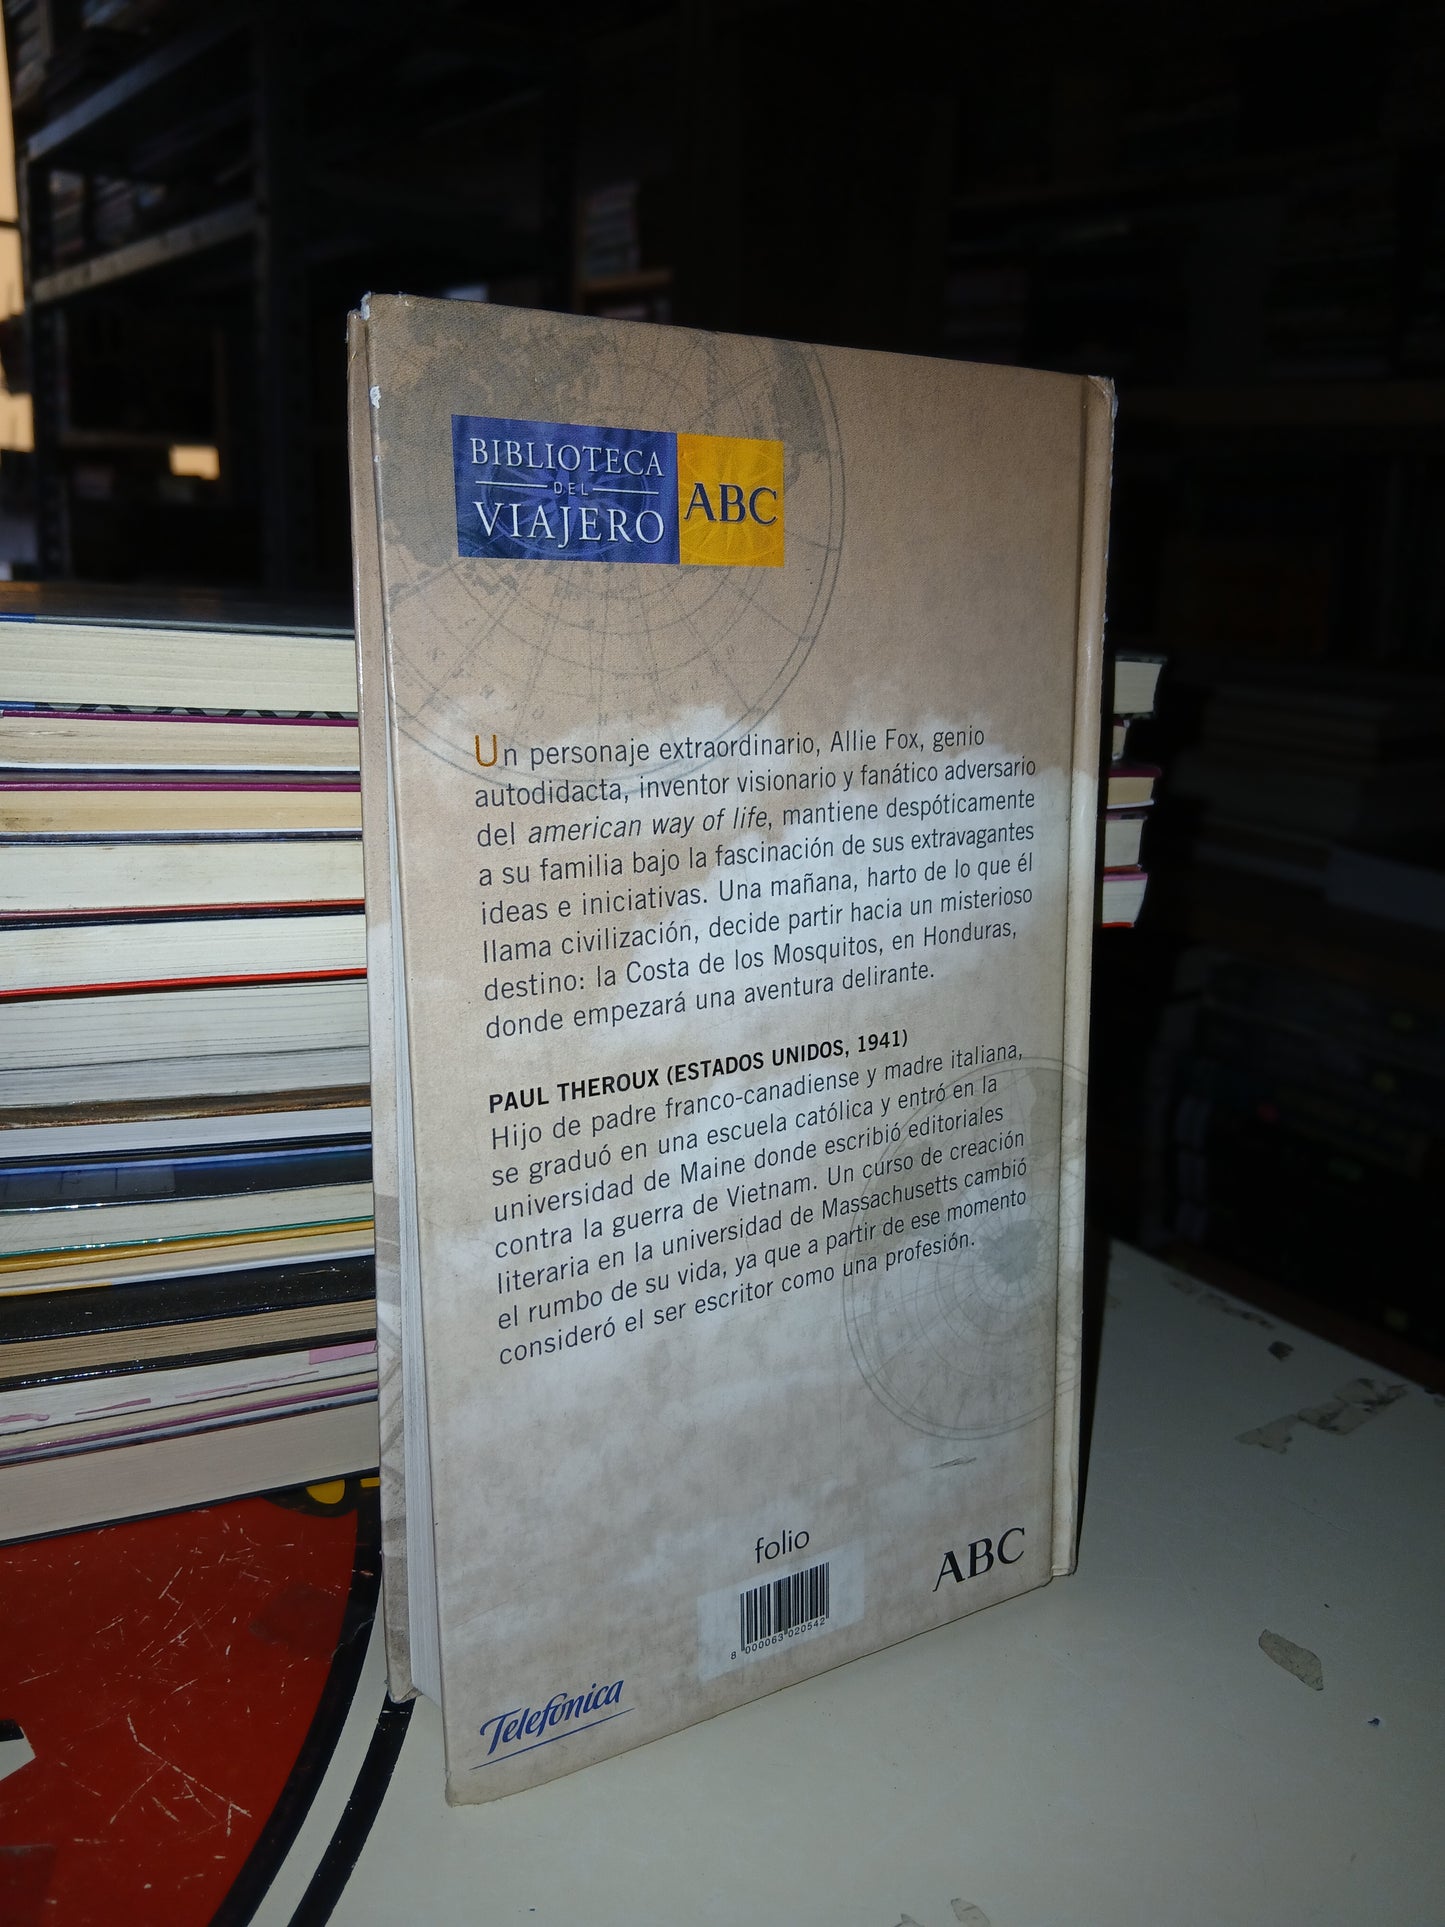 BIBLIOTECA
DEL
VIAJERO
ABC
Un personaje extraordinario, Allie Fox, genio
autodidacta, inventor visionario y fanático adversario
del american way of life, mantiene despóticamente
a su familia bajo la fascinación de sus extravagantes
ideas e iniciativas. Una mañana, harto de lo que él
llama civilización, decide partir hacia un misterioso
destino: la Costa de los Mosquitos, en Honduras,
donde empezará una aventura delirante.
PAUL THEROUX (ESTADOS UNIDOS, 1941)
Hijo de padre franco-canadiense y madre italiana,
se graduó en una escuela católica y entró en la
universidad de Maine donde escribió editoriales
contra la guerra de Vietnam. Un curso de creación
literaria en la universidad de Massachusetts cambió
el rumbo de su vida, ya que a partir de ese momento
consideró el ser escritor como una profesión.
folio
ABC
8 000063 020542
Telefónica